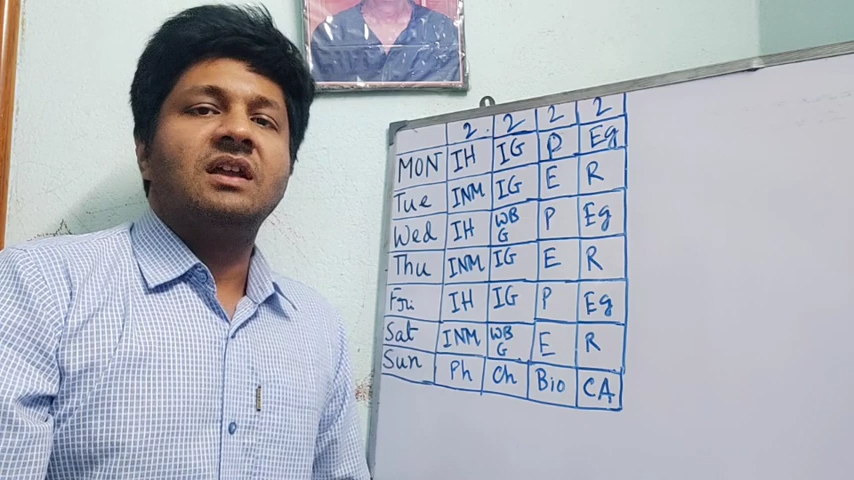 2. 2 2 2
MON IH IG P Eg
Tue INM IG E R
Wed IH WB G P Eg
Thu INM IG E R
Fri IH IG P Eg
Sat INM WB G E R
Sun Ph Ch Bio CA